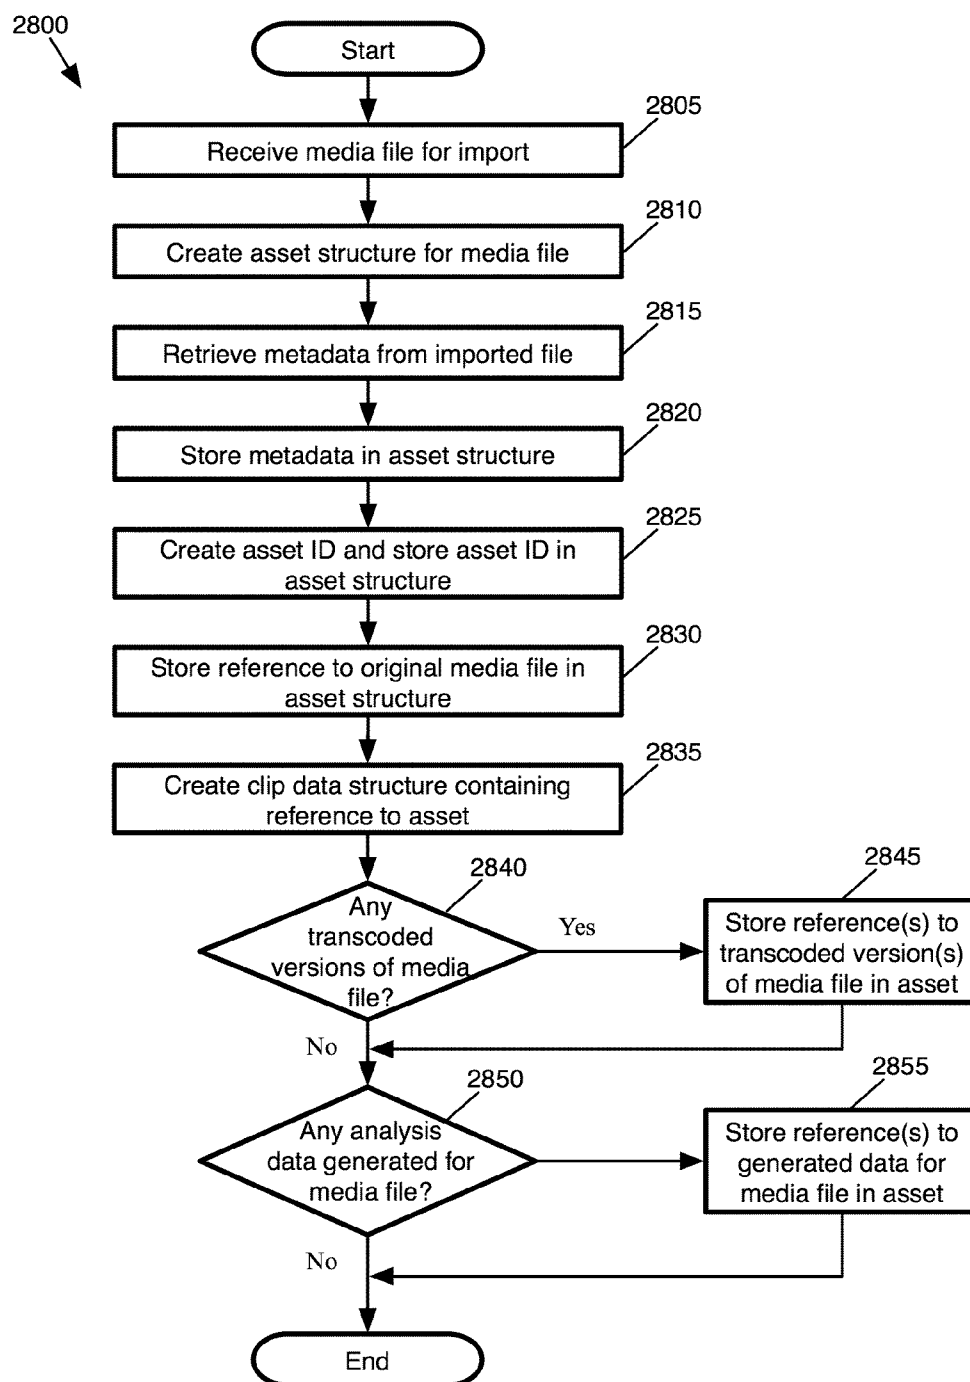 2800
Start
2805
Receive media file for import
2810
Create asset structure for media file
2815
Retrieve metadata from imported file
2820
Store metadata in asset structure
2825
Create asset ID and store asset ID in
asset structure
2830
Store reference to original media file in
asset structure
2835
Create clip data structure containing
reference to asset
2840
Any
transcoded
versions of media
file?
Yes
2845
Store reference(s) to
transcoded version(s)
of media file in asset
No
2850
Any analysis
data generated for
media file?
2855
Store reference(s) to
generated data for
media file in asset
No
End